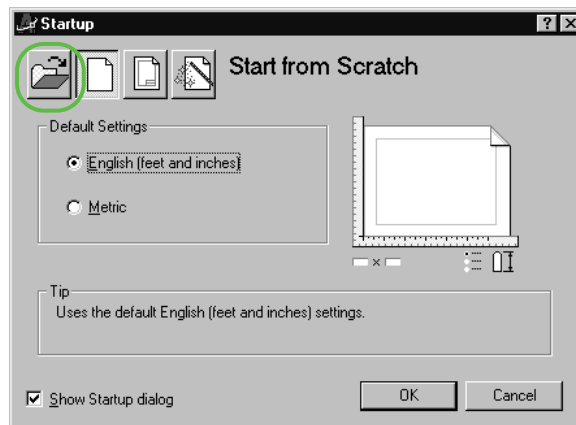 Startup
Start from Scratch
Default Settings
English (feet and inches)
Metric
Tip
Uses the default English (feet and inches) settings.
Show Startup dialog
OK
Cancel